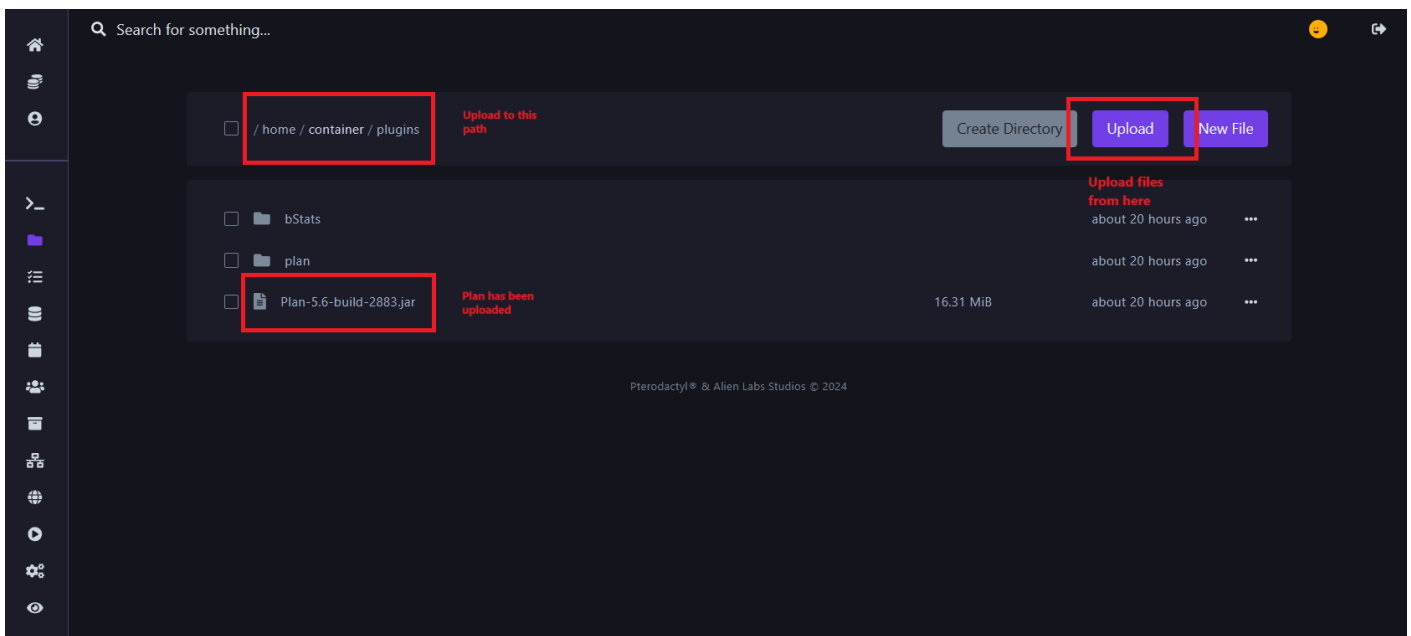 Search for something...
/ home / container / plugins
Upload to this
path
Create Directory
Upload
New File
Upload files
from here
bStats
about 20 hours ago
plan
about 20 hours ago
Plan-5.6-build-2883.jar
Plan has been
uploaded
16.31 MiB
about 20 hours ago
Pterodactyl® & Alien Labs Studios © 2024